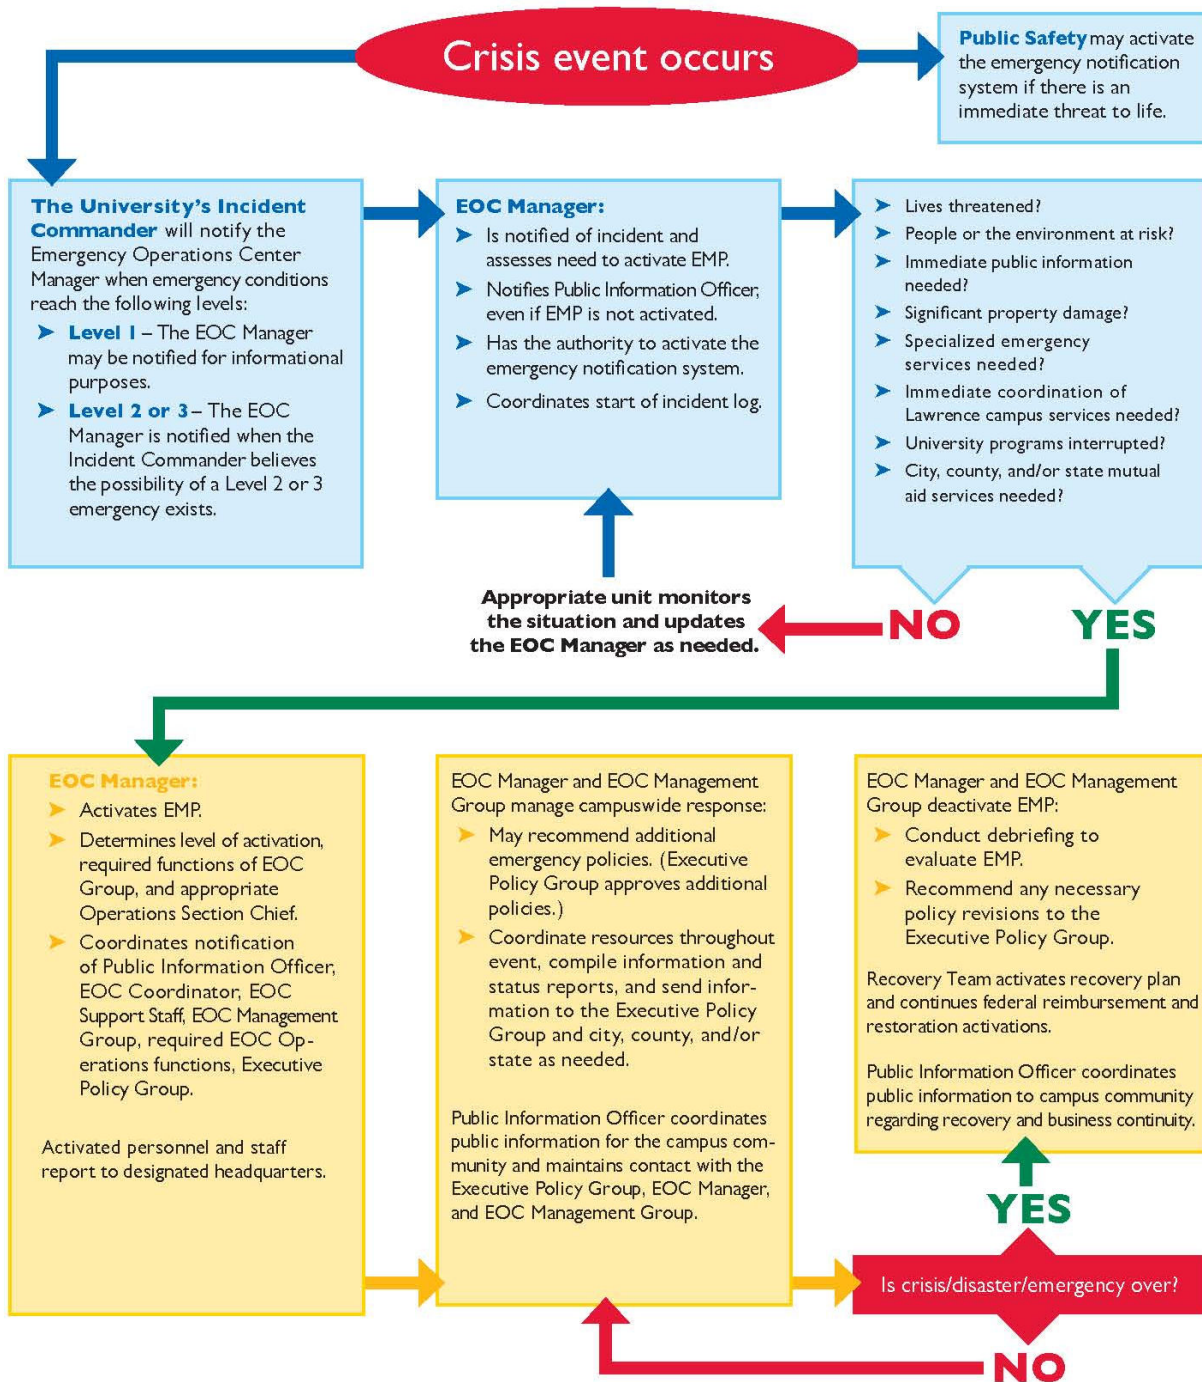 Crisis event occurs
Public Safety may activate
the emergency notification
system if there is an
immediate threat to life.
The University's Incident
Commander will notify the
Emergency Operations Center
Manager when emergency conditions
reach the following levels:
➤ Level 1 – The EOC Manager
may be notified for informational
purposes.
➤ Level 2 or 3 – The EOC
Manager is notified when the
Incident Commander believes
the possibility of a Level 2 or 3
emergency exists.
EOC Manager:
➤ Is notified of incident and
assesses need to activate EMP.
➤ Notifies Public Information Officer,
even if EMP is not activated.
➤ Has the authority to activate the
emergency notification system.
➤ Coordinates start of incident log.
➤ Lives threatened?
➤ People or the environment at risk?
➤ Immediate public information
needed?
➤ Significant property damage?
➤ Specialized emergency
services needed?
➤ Immediate coordination of
Lawrence campus services needed?
➤ University programs interrupted?
➤ City, county, and/or state mutual
aid services needed?
NO
YES
Appropriate unit monitors
the situation and updates
the EOC Manager as needed.
EOC Manager:
➤ Activates EMP.
➤ Determines level of activation,
required functions of EOC
Group, and appropriate
Operations Section Chief.
➤ Coordinates notification
of Public Information Officer,
EOC Coordinator, EOC
Support Staff, EOC Management
Group, required EOC Op-
erations functions, Executive
Policy Group.
Activated personnel and staff
report to designated headquarters.
EOC Manager and EOC Management
Group manage campuswide response:
➤ May recommend additional
emergency policies. (Executive
Policy Group approves additional
policies.)
➤ Coordinate resources throughout
event, compile information and
status reports, and send infor-
mation to the Executive Policy
Group and city, county, and/or
state as needed.
Public Information Officer coordinates
public information for the campus com-
munity and maintains contact with the
Executive Policy Group, EOC Manager,
and EOC Management Group.
EOC Manager and EOC Management
Group deactivate EMP:
➤ Conduct debriefing to
evaluate EMP.
➤ Recommend any necessary
policy revisions to the
Executive Policy Group.
Recovery Team activates recovery plan
and continues federal reimbursement and
restoration activations.
Public Information Officer coordinates
public information to campus community
regarding recovery and business continuity.
YES
Is crisis/disaster/emergency over?
NO